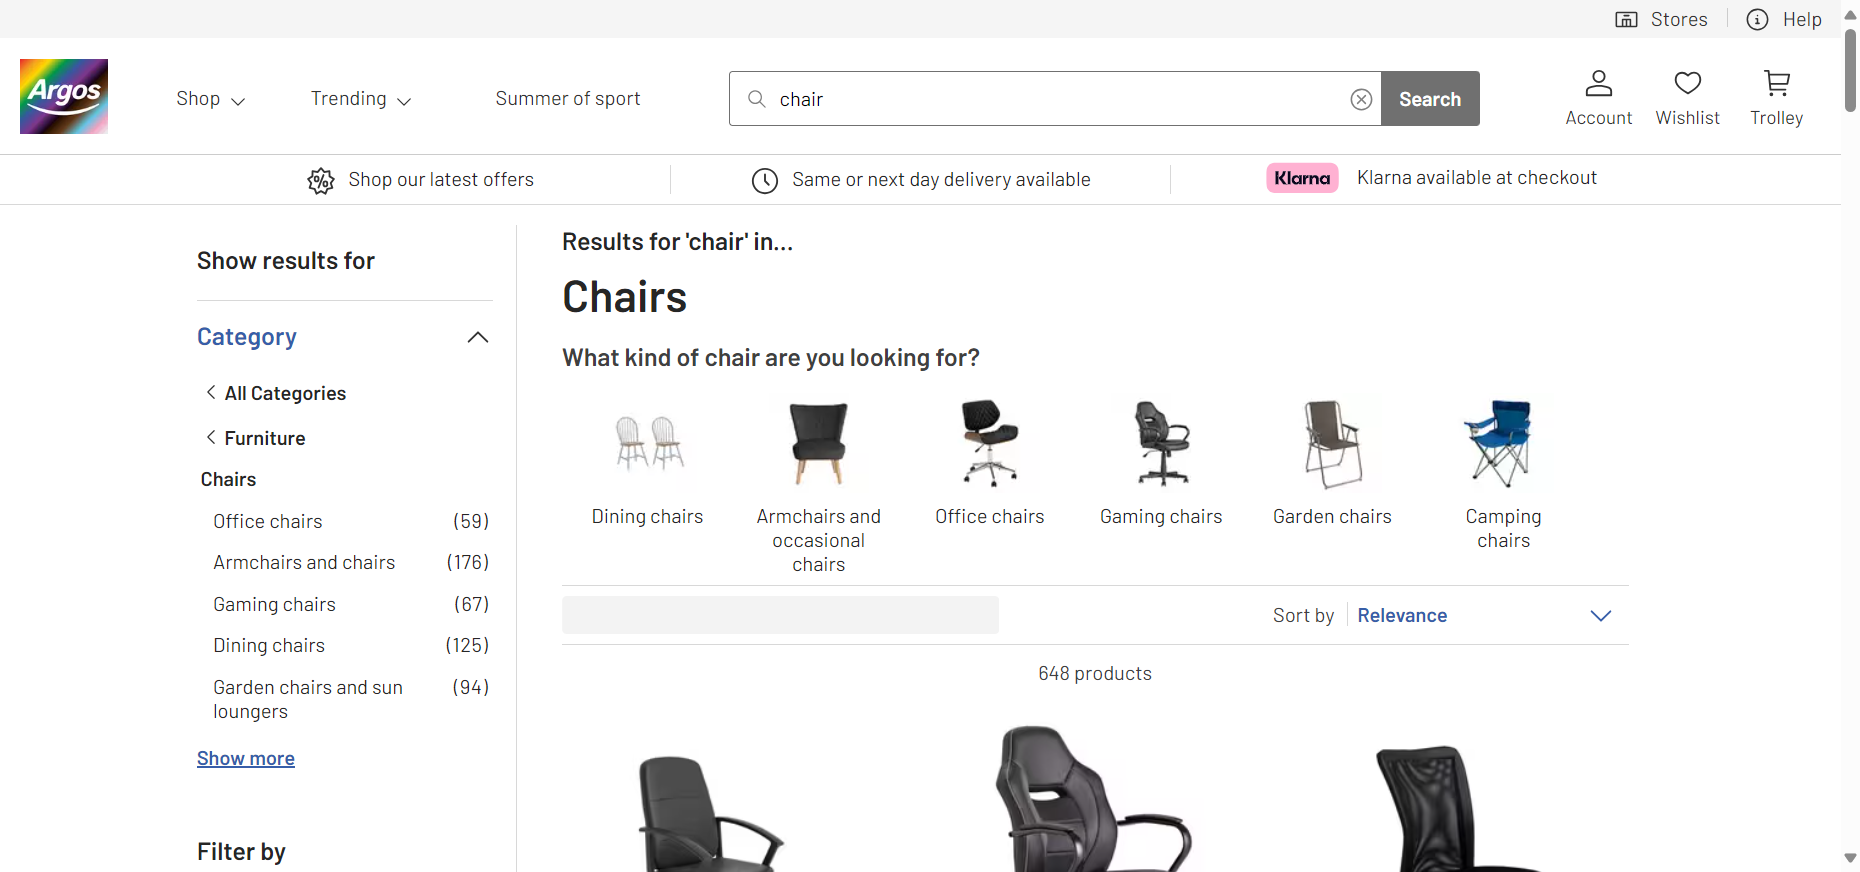 Stores
Help
Argos
Shop
Trending
Summer of sport
chair
Search
Account
Wishlist
Trolley
Shop our latest offers
Same or next day delivery available
Klarna
Klarna available at checkout
Show results for
Category
All Categories
Furniture
Chairs
Office chairs (59)
Armchairs and chairs (176)
Gaming chairs (67)
Dining chairs (125)
Garden chairs and sun (94)
loungers
Show more
Filter by
Results for 'chair' in...
Chairs
What kind of chair are you looking for?
Dining chairs
Armchairs and
occasional
chairs
Office chairs
Gaming chairs
Garden chairs
Camping
chairs
Sort by
Relevance
648 products